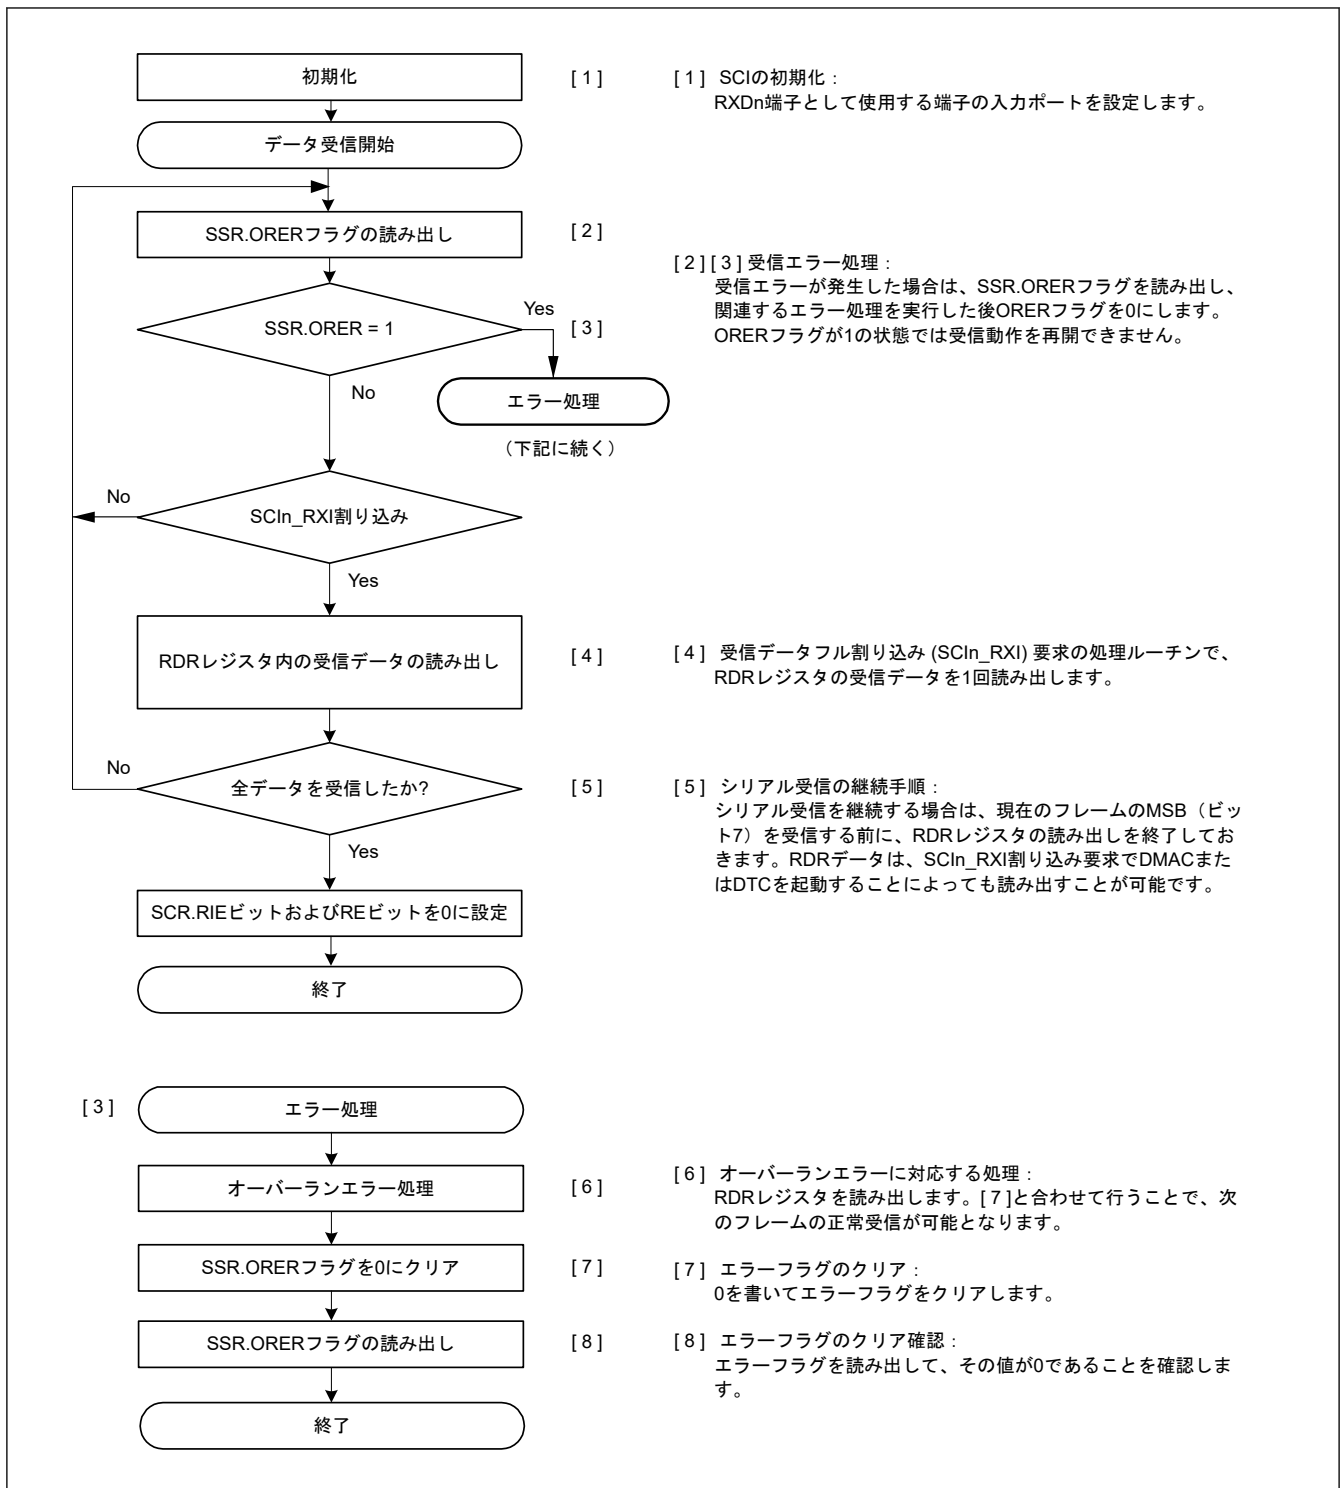 初期化
[ 1 ]
[ 1 ] SCIの初期化：
RXDn端子として使用する端子の入力ポートを設定します。
データ受信開始
SSR.ORERフラグの読み出し
[ 2 ]
[ 2 ] [ 3 ] 受信エラー処理：
受信エラーが発生した場合は、SSR.ORERフラグを読み出し、
関連するエラー処理を実行した後ORERフラグを0にします。
ORERフラグが1の状態では受信動作を再開できません。
SSR.ORER = 1
Yes
[ 3 ]
No
エラー処理
（下記に続く）
SCIn_RXI割り込み
No
Yes
RDRレジスタ内の受信データの読み出し
[ 4 ]
[ 4 ] 受信データフル割り込み (SCIn_RXI) 要求の処理ルーチンで、
RDRレジスタの受信データを1回読み出します。
全データを受信したか?
No
[ 5 ]
[ 5 ] シリアル受信の継続手順：
シリアル受信を継続する場合は、現在のフレームのMSB（ビッ
ト7）を受信する前に、RDRレジスタの読み出しを終了してお
きます。RDRデータは、SCIn_RXI割り込み要求でDMACまた
はDTCを起動することによっても読み出すことが可能です。
Yes
SCR.RIEビットおよびREビットを0に設定
終了
[ 3 ]
エラー処理
オーバーランエラー処理
[ 6 ]
[ 6 ] オーバーランエラーに対応する処理：
RDRレジスタを読み出します。[ 7 ]と合わせて行うことで、次
のフレームの正常受信が可能となります。
SSR.ORERフラグを0にクリア
[ 7 ]
[ 7 ] エラーフラグのクリア：
0を書いてエラーフラグをクリアします。
SSR.ORERフラグの読み出し
[ 8 ]
[ 8 ] エラーフラグのクリア確認：
エラーフラグを読み出して、その値が0であることを確認しま
す。
終了